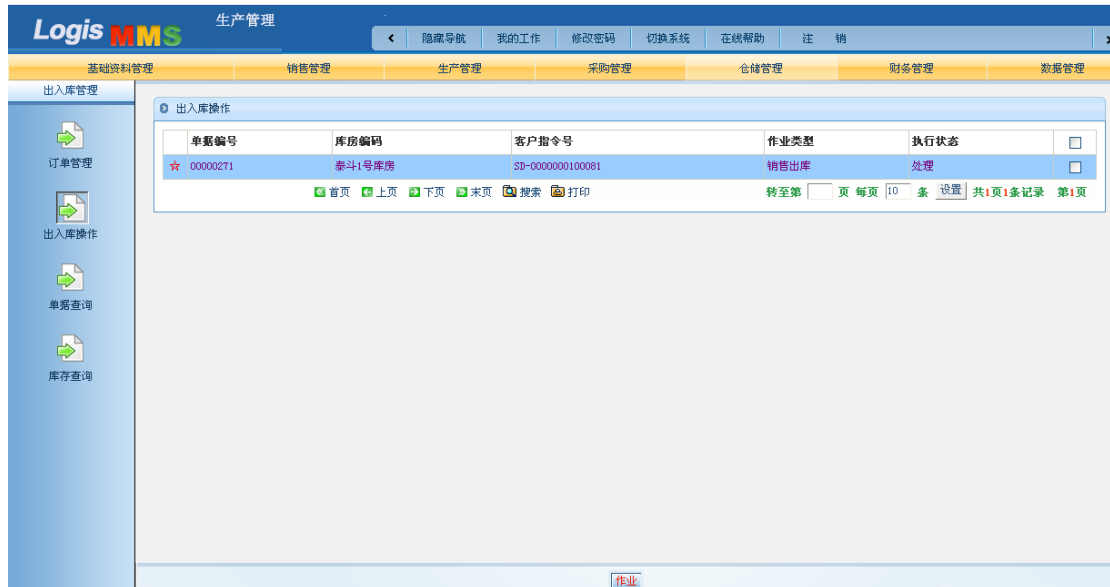 Logis MMS 生产管理
隐藏导航 我的工作 修改密码 切换系统 在线帮助 注 销
基础资料管理 销售管理 生产管理 采购管理 仓储管理 财务管理 数据管理
出入库管理
订单管理
出入库操作
单据查询
库存查询
出入库操作
单据编号 库房编码 客户指令号 作业类型 执行状态
00000271 泰斗1号库房 SD-0000000100081 销售出库 处理
首页 上页 下页 末页 搜索 打印 转至第 页 每页 10 条 设置 共1页1条记录 第1页
作业